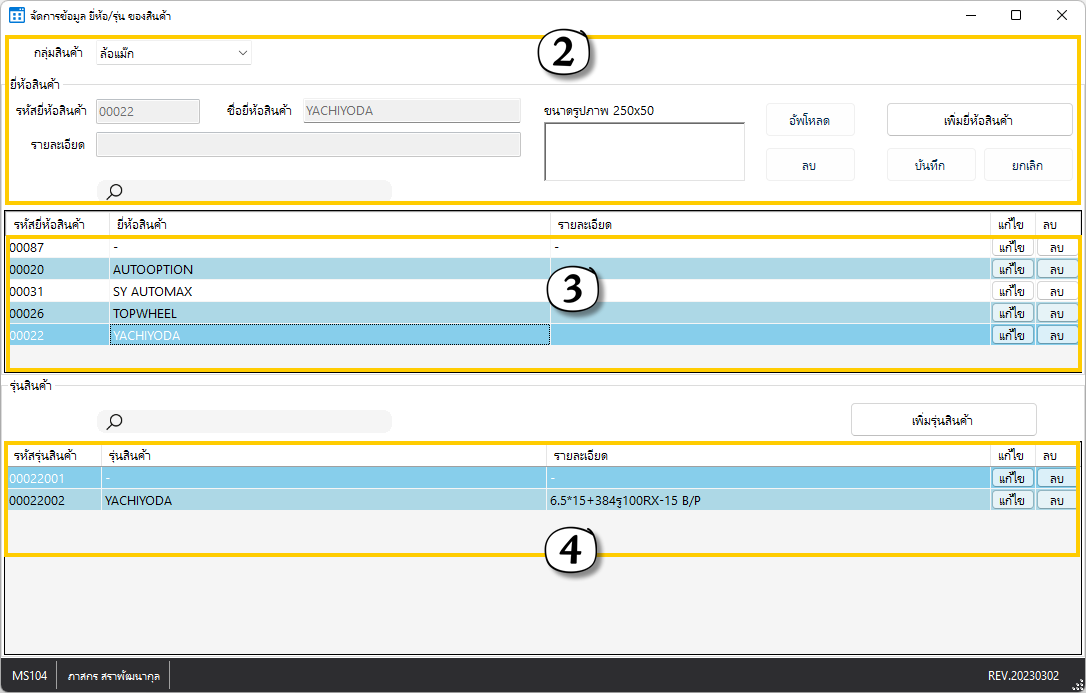 จัดการข้อมูล ยี่ห้อ/รุ่น ของสินค้า
2
กลุ่มสินค้า ล้อแม๊ก
ยี่ห้อสินค้า
รหัสยี่ห้อสินค้า 00022 ชื่อยี่ห้อสินค้า YACHIYODA ขนาดรูปภาพ 250x50 อัพโหลด เพิ่มยี่ห้อสินค้า
รายละเอียด ลบ บันทึก ยกเลิก
รหัสยี่ห้อสินค้า ยี่ห้อสินค้า รายละเอียด แก้ไข ลบ
00087 - - แก้ไข ลบ
00020 AUTOOPTION แก้ไข ลบ
00031 SY AUTOMAX แก้ไข ลบ
3
00026 TOPWHEEL แก้ไข ลบ
00022 YACHIYODA แก้ไข ลบ
รุ่นสินค้า
เพิ่มรุ่นสินค้า
รหัสรุ่นสินค้า รุ่นสินค้า รายละเอียด แก้ไข ลบ
00022001 - - แก้ไข ลบ
00022002 YACHIYODA 6.5*15+384รู100RX-15 B/P แก้ไข ลบ
4
MS104 ภาสกร สราพัฒนากุล REV.20230302